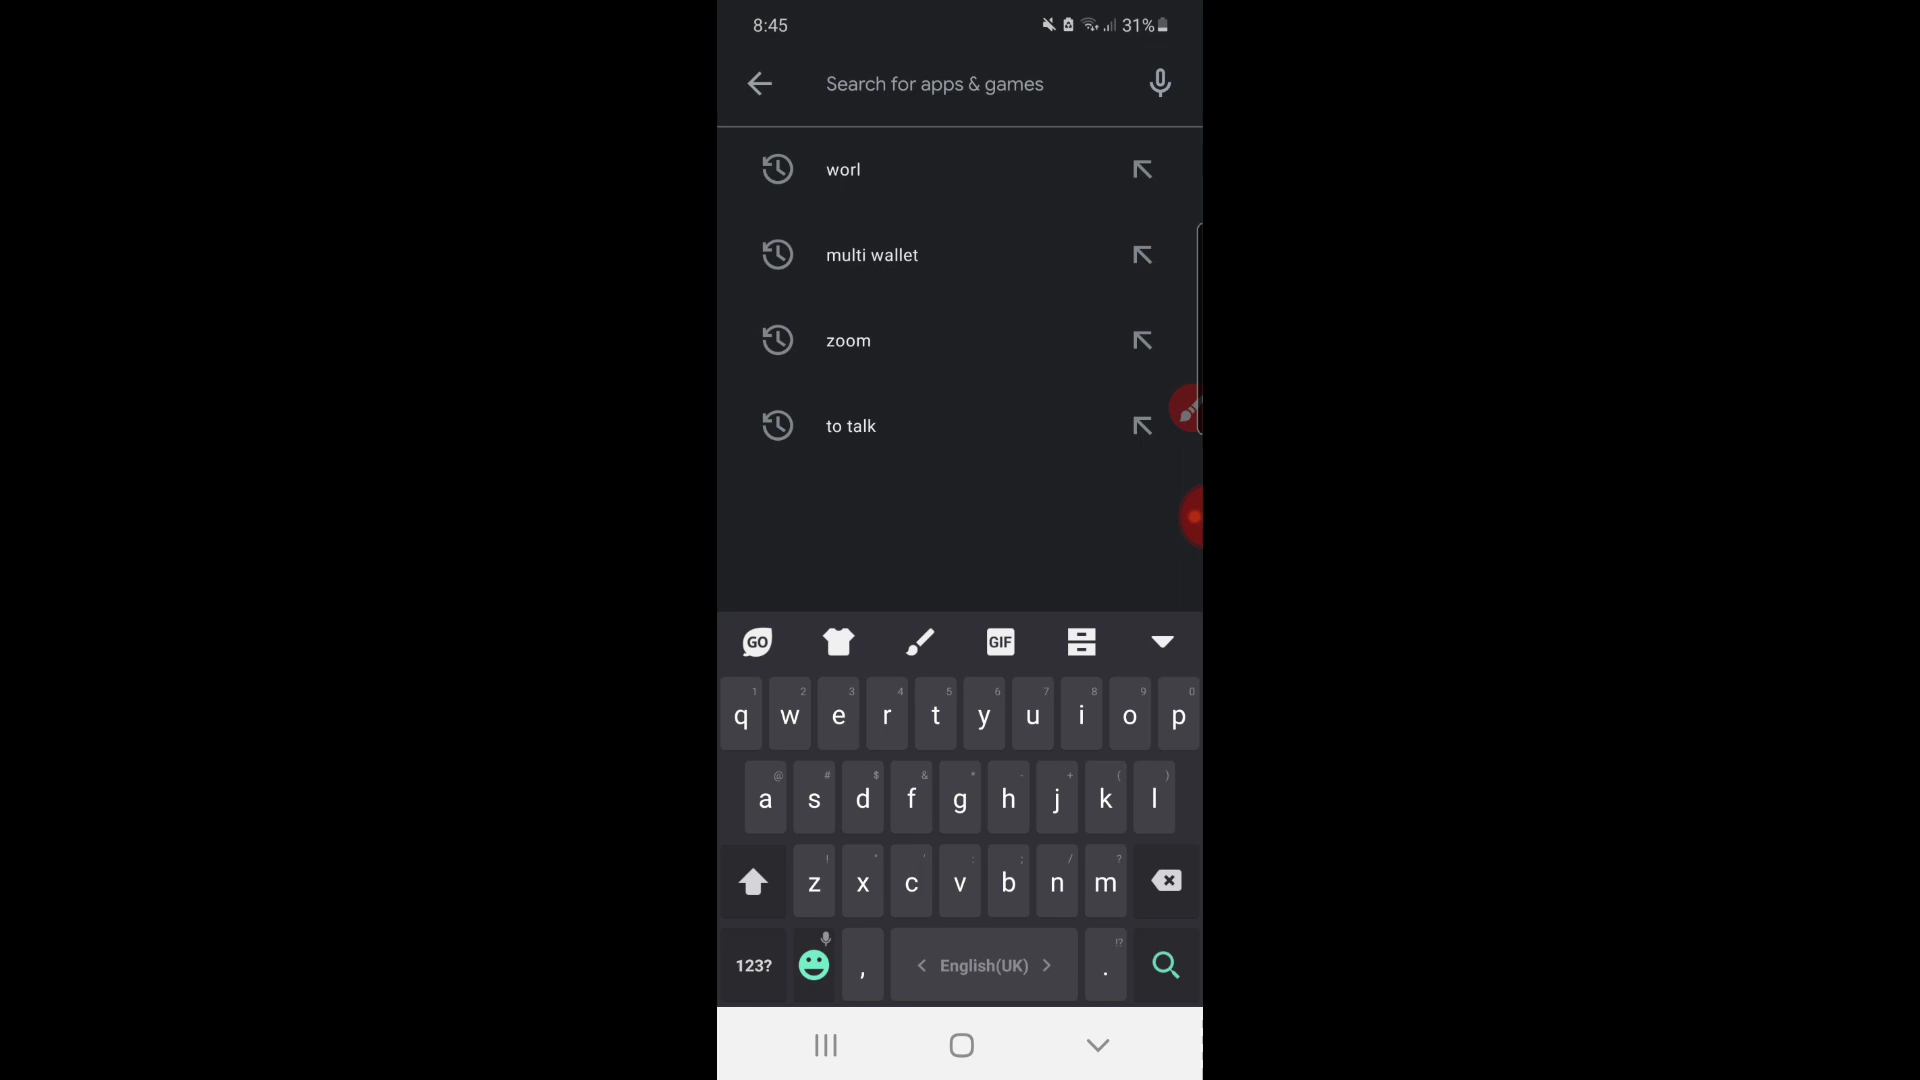 8:45 31%
Search for apps & games
worl
multi wallet
zoom
to talk
GO GIF
1 2 3 4 5 6 7 8 9 0
q w e r t y u i o p
@ # $ & * - + ( )
a s d f g h j k l
! " ' : ; / ?
z x c v b n m
!?
123? , < English(UK) > .